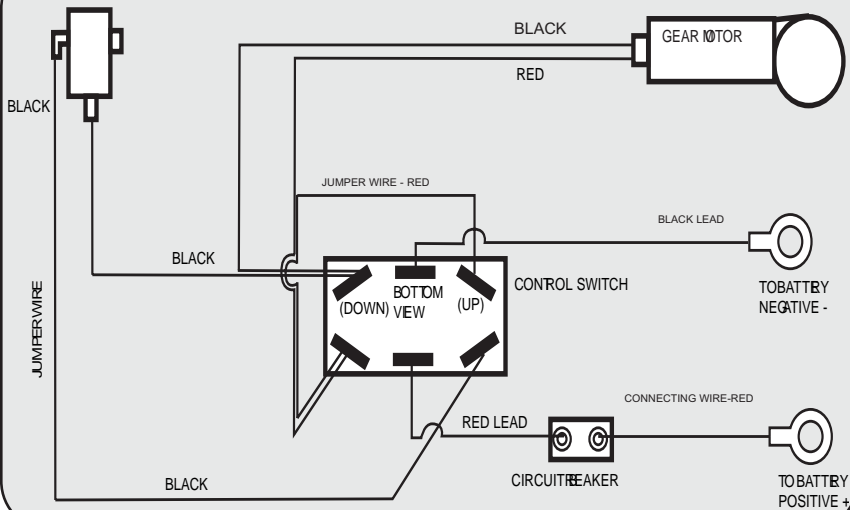 BLACK
GEAR MOTOR
RED
BLACK
JUMPER WIRE - RED
BLACK LEAD
BLACK
CONTROL SWITCH
TO BATTERY
NEGATIVE -
BOTTOM
VIEW
(DOWN)
(UP)
JUMPER WIRE
CONNECTING WIRE-RED
RED LEAD
CIRCUIT BREAKER
BLACK
TO BATTERY
POSITIVE +